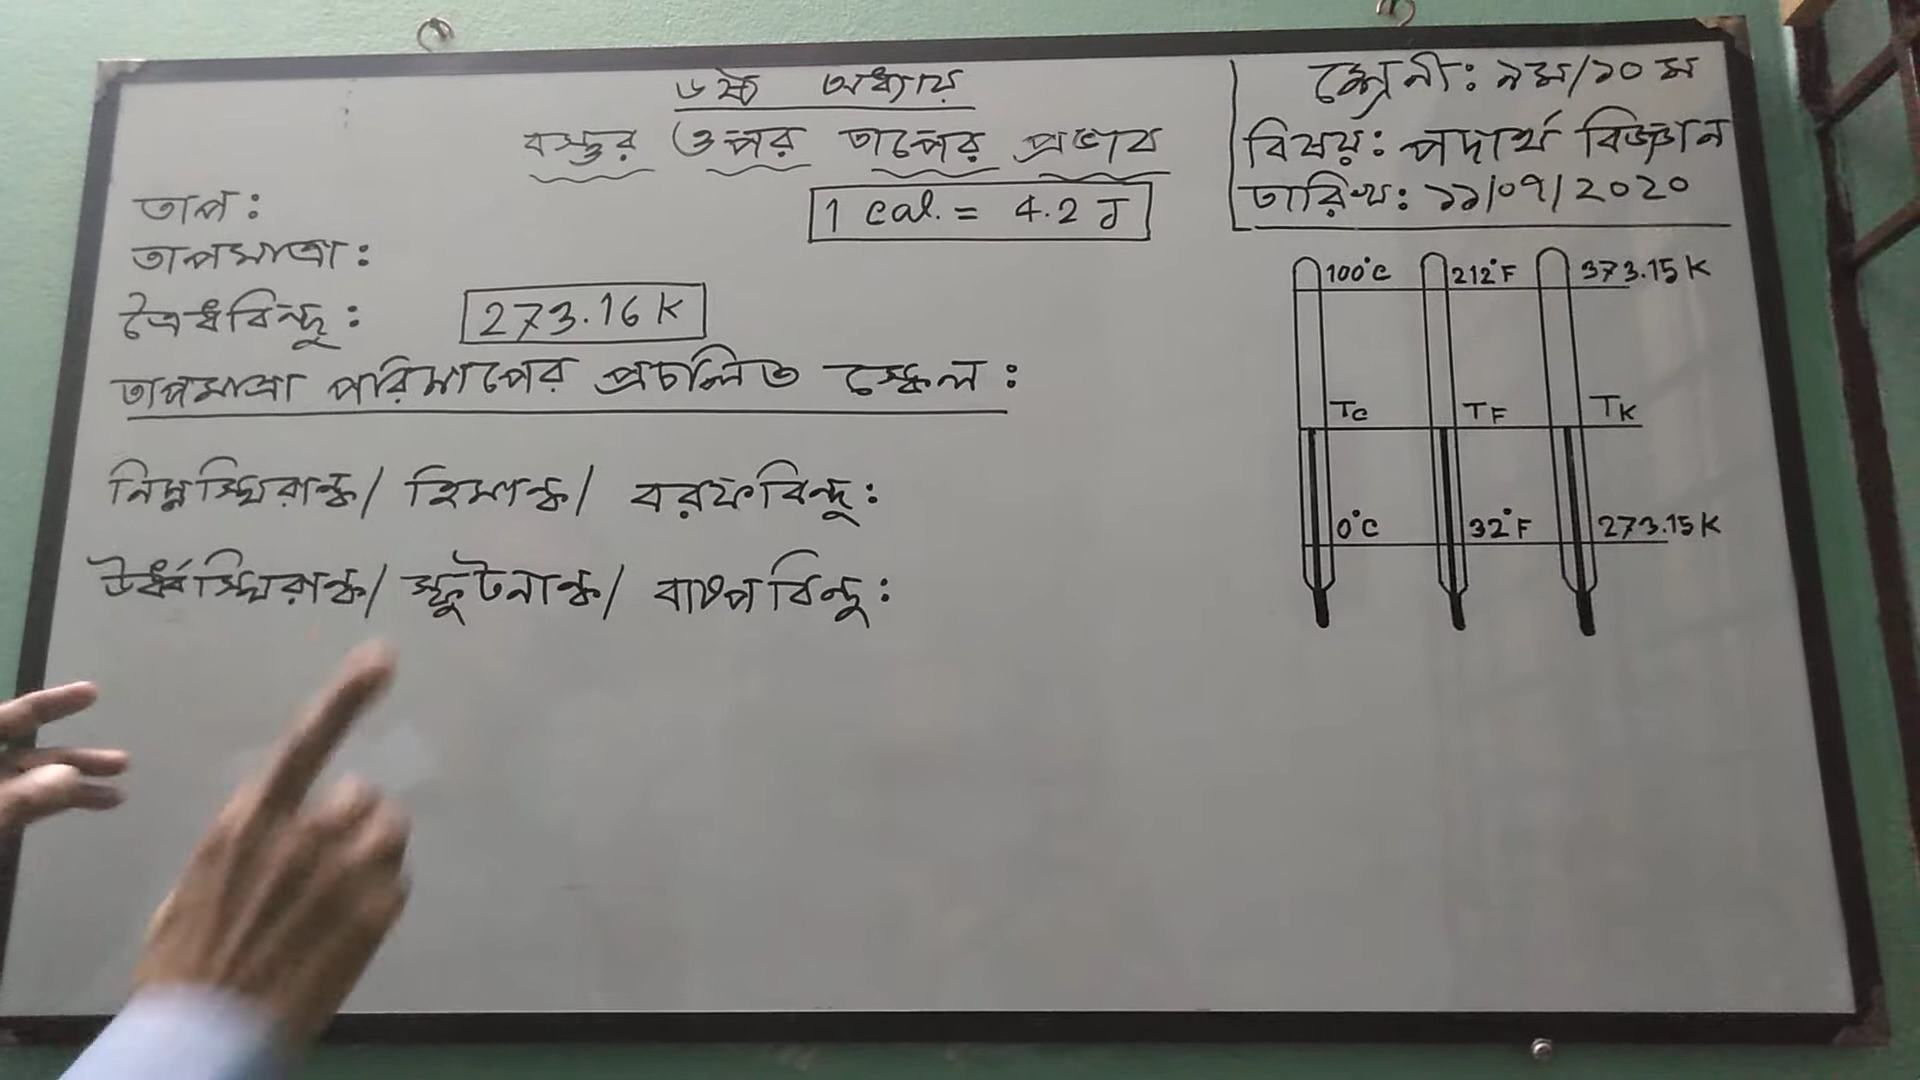 ৬ষ্ঠ অধ্যায়
বস্তুর ওপর তাপের প্রভাব
শ্রেনী: ৯ম/১০ম
বিষয়: পদার্থ বিজ্ঞান
তারিখ: ১১/০৭/2020
তাপ:
1 cal. = 4.2 J
তাপমাত্রা:
ত্রৈধবিন্দু: 273.16 K
তাপমাত্রা পরিমাপের প্রচলিত স্কেল:
নিম্নস্থিরাঙ্ক/ হিমাঙ্ক/ বরফবিন্দু:
উর্ধ্বস্থিরাঙ্ক/ স্ফুটনাঙ্ক/ বাষ্পবিন্দু:
100°C 212°F 373.15 K
TC TF TK
0°C 32°F 273.15 K